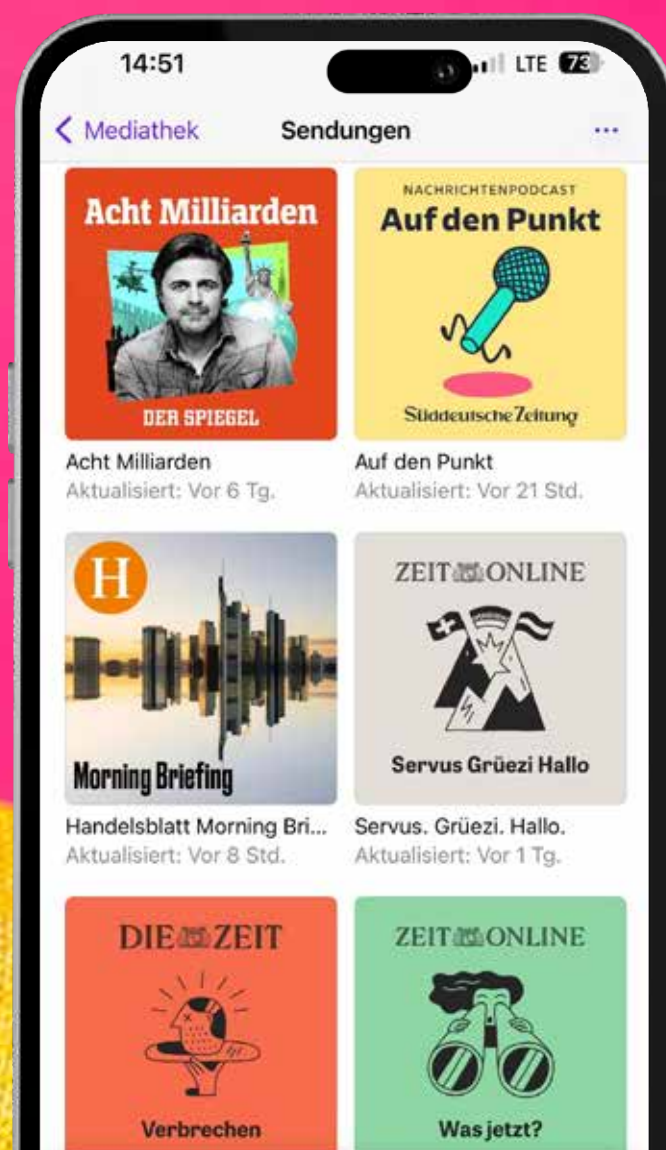 14:51 LTE 73
Mediathek Sendungen
Acht Milliarden
DER SPIEGEL
NACHRICHTENPODCAST
Auf den Punkt
Süddeutsche Zeitung
Acht Milliarden
Aktualisiert: Vor 6 Tg.
Auf den Punkt
Aktualisiert: Vor 21 Std.
H
Morning Briefing
ZEIT ONLINE
Servus Grüezi Hallo
Handelsblatt Morning Bri...
Aktualisiert: Vor 8 Std.
Servus. Grüezi. Hallo.
Aktualisiert: Vor 1 Tg.
DIE ZEIT
Verbrechen
ZEIT ONLINE
Was jetzt?